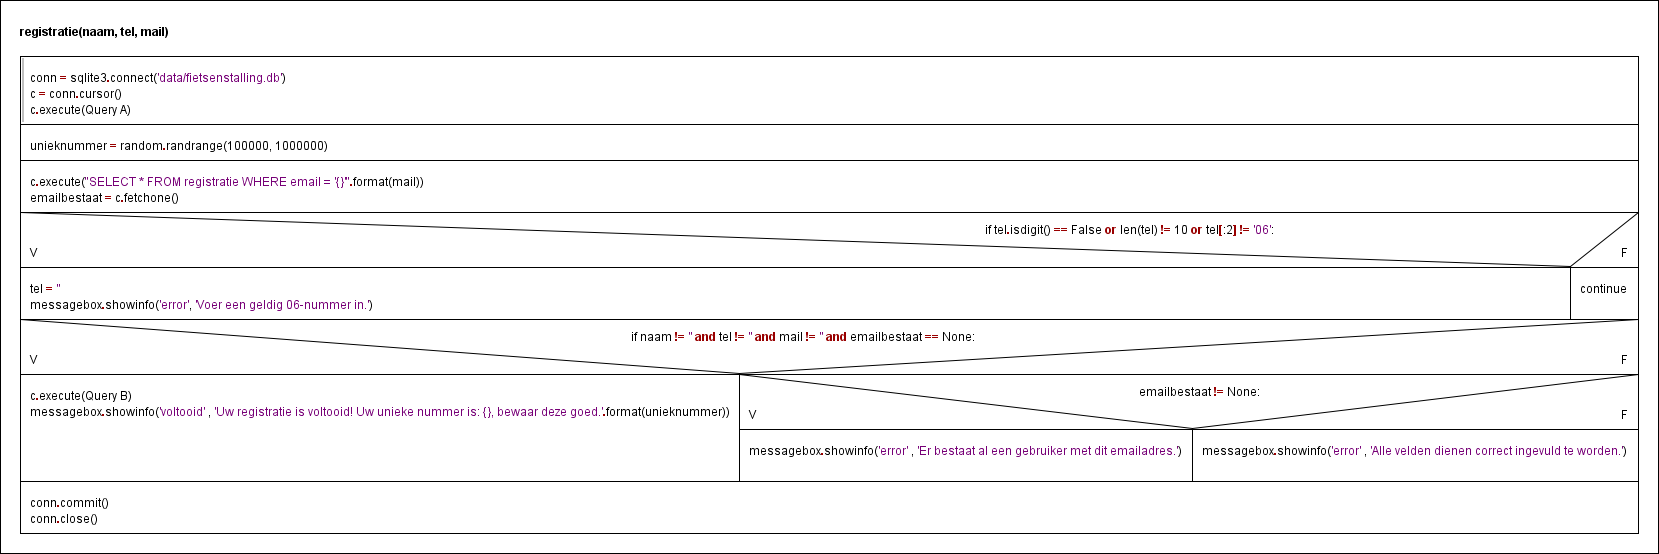 registratie(naam, tel, mail)
conn = sqlite3.connect('data/fietsenstalling.db')
c = conn.cursor()
c.execute(Query A)
unieknummer = random.randrange(100000, 1000000)
c.execute("SELECT * FROM registratie WHERE email = '{}'".format(mail))
emailbestaat = c.fetchone()
if tel.isdigit() == False or len(tel) != 10 or tel[:2] != '06':
V F
tel = ''
messagebox.showinfo('error', 'Voer een geldig 06-nummer in.')
continue
if naam != '' and tel != '' and mail != '' and emailbestaat == None:
V F
c.execute(Query B)
messagebox.showinfo('voltooid' , 'Uw registratie is voltooid! Uw unieke nummer is: {}, bewaar deze goed.'.format(unieknummer))
emailbestaat != None:
V F
messagebox.showinfo('error' , 'Er bestaat al een gebruiker met dit emailadres.')
messagebox.showinfo('error' , 'Alle velden dienen correct ingevuld te worden.')
conn.commit()
conn.close()